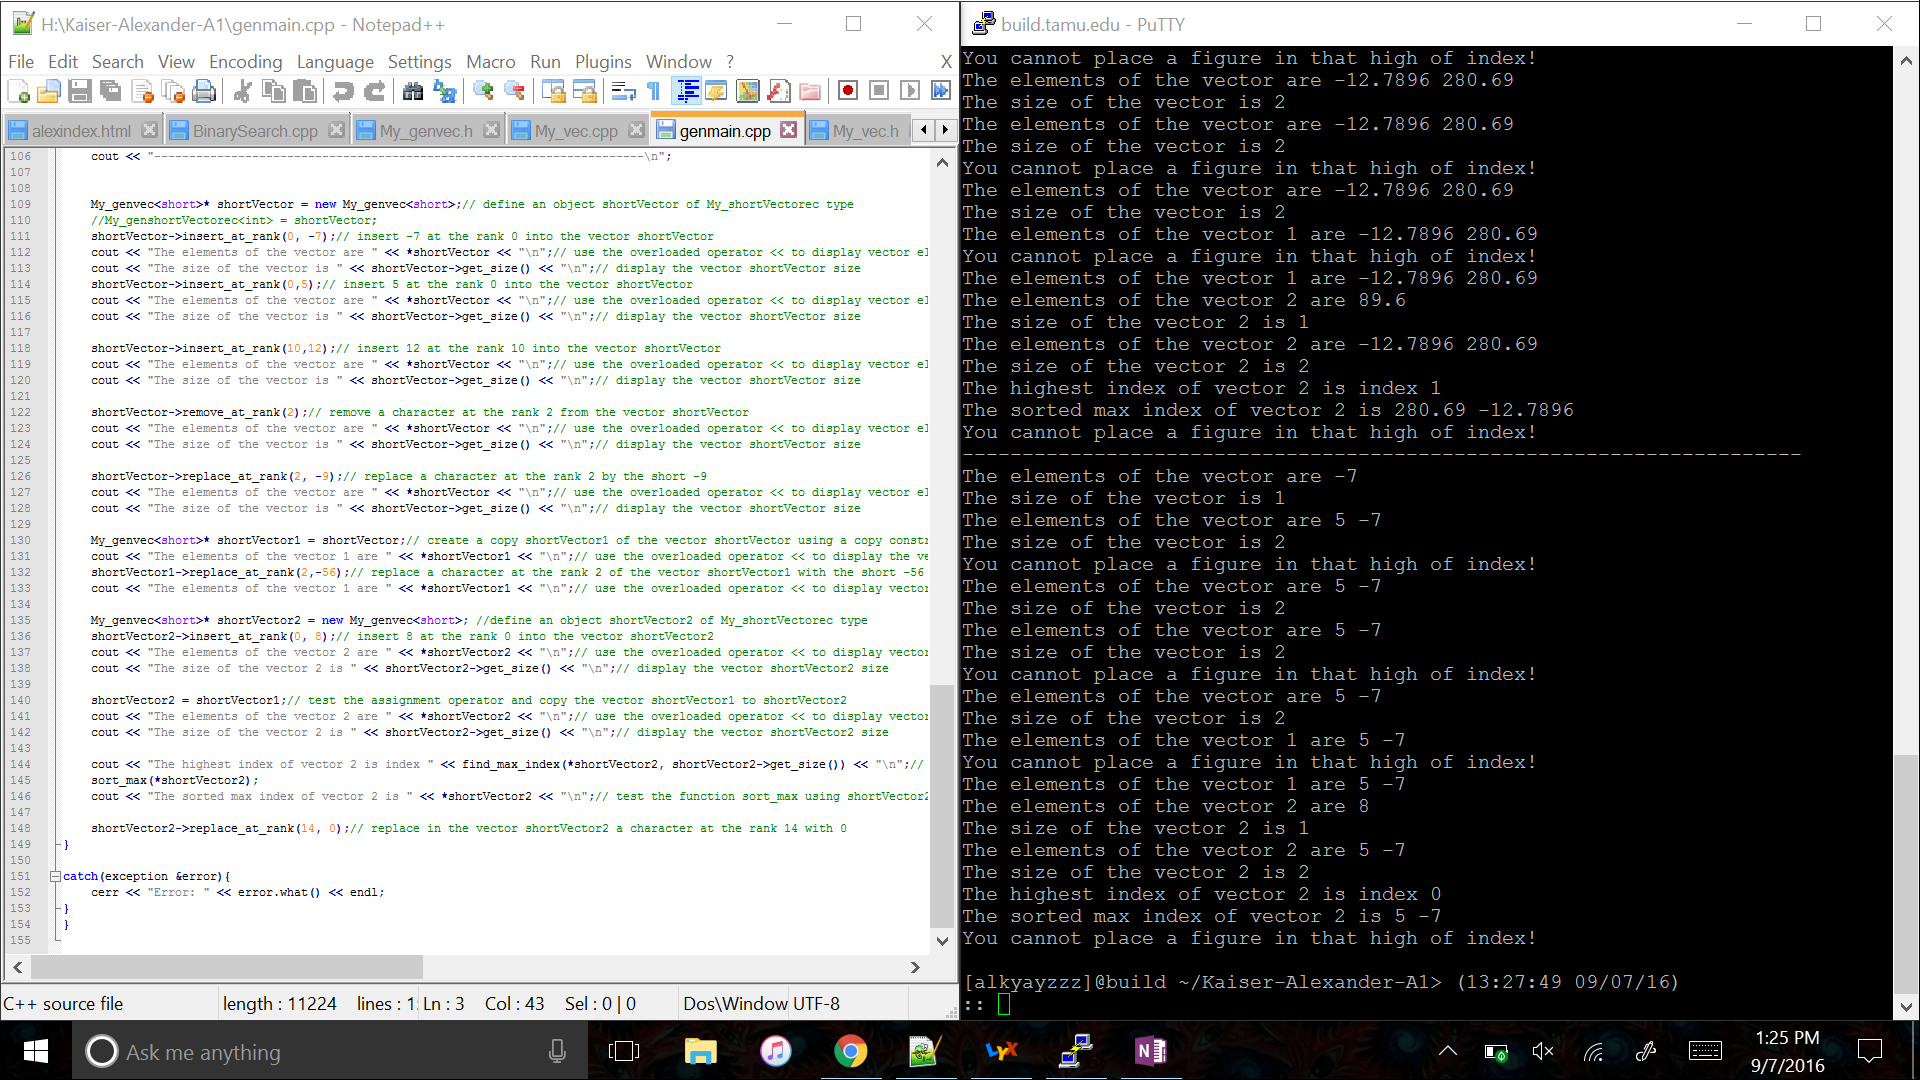 H:\Kaiser-Alexander-A1\genmain.cpp - Notepad++
File Edit Search View Encoding Language Settings Macro Run Plugins Window ? X
alexindex.html BinarySearch.cpp My_genvec.h My_vec.cpp genmain.cpp My_vec.h
106 cout << "----------------------------------------------------------------------\n";
107
108
109 My_genvec<short>* shortVector = new My_genvec<short>;// define an object shortVector of My_shortVectorec type
110 //My_genshortVectorec<int> = shortVector;
111 shortVector->insert_at_rank(0, -7);// insert -7 at the rank 0 into the vector shortVector
112 cout << "The elements of the vector are " << *shortVector << "\n";// use the overloaded operator << to display vector el
113 cout << "The size of the vector is " << shortVector->get_size() << "\n";// display the vector shortVector size
114 shortVector->insert_at_rank(0,5);// insert 5 at the rank 0 into the vector shortVector
115 cout << "The elements of the vector are " << *shortVector << "\n";// use the overloaded operator << to display vector el
116 cout << "The size of the vector is " << shortVector->get_size() << "\n";// display the vector shortVector size
117
118 shortVector->insert_at_rank(10,12);// insert 12 at the rank 10 into the vector shortVector
119 cout << "The elements of the vector are " << *shortVector << "\n";// use the overloaded operator << to display vector el
120 cout << "The size of the vector is " << shortVector->get_size() << "\n";// display the vector shortVector size
121
122 shortVector->remove_at_rank(2);// remove a character at the rank 2 from the vector shortVector
123 cout << "The elements of the vector are " << *shortVector << "\n";// use the overloaded operator << to display vector el
124 cout << "The size of the vector is " << shortVector->get_size() << "\n";// display the vector shortVector size
125
126 shortVector->replace_at_rank(2, -9);// replace a character at the rank 2 by the short -9
127 cout << "The elements of the vector are " << *shortVector << "\n";// use the overloaded operator << to display vector el
128 cout << "The size of the vector is " << shortVector->get_size() << "\n";// display the vector shortVector size
129
130 My_genvec<short>* shortVector1 = shortVector;// create a copy shortVector1 of the vector shortVector using a copy constr
131 cout << "The elements of the vector 1 are " << *shortVector1 << "\n";// use the overloaded operator << to display the ve
132 shortVector1->replace_at_rank(2,-56);// replace a character at the rank 2 of the vector shortVector1 with the short -56
133 cout << "The elements of the vector 1 are " << *shortVector1 << "\n";// use the overloaded operator << to display vector
134
135 My_genvec<short>* shortVector2 = new My_genvec<short>; //define an object shortVector2 of My_shortVectorec type
136 shortVector2->insert_at_rank(0, 8);// insert 8 at the rank 0 into the vector shortVector2
137 cout << "The elements of the vector 2 are " << *shortVector2 << "\n";// use the overloaded operator << to display vector
138 cout << "The size of the vector 2 is " << shortVector2->get_size() << "\n";// display the vector shortVector2 size
139
140 shortVector2 = shortVector1;// test the assignment operator and copy the vector shortVector1 to shortVector2
141 cout << "The elements of the vector 2 are " << *shortVector2 << "\n";// use the overloaded operator << to display vector
142 cout << "The size of the vector 2 is " << shortVector2->get_size() << "\n";// display the vector shortVector2 size
143
144 cout << "The highest index of vector 2 is index " << find_max_index(*shortVector2, shortVector2->get_size()) << "\n";//
145 sort_max(*shortVector2);
146 cout << "The sorted max index of vector 2 is " << *shortVector2 << "\n";// test the function sort_max using shortVector2
147
148 shortVector2->replace_at_rank(14, 0);// replace in the vector shortVector2 a character at the rank 14 with 0
149 }
150
151 catch(exception &error){
152 cerr << "Error: " << error.what() << endl;
153 }
154 }
155
C++ source file length : 11224 lines : 1 Ln : 3 Col : 43 Sel : 0 | 0 Dos\Window UTF-8
build.tamu.edu - PuTTY
You cannot place a figure in that high of index!
The elements of the vector are -12.7896 280.69
The size of the vector is 2
The elements of the vector are -12.7896 280.69
The size of the vector is 2
You cannot place a figure in that high of index!
The elements of the vector are -12.7896 280.69
The size of the vector is 2
The elements of the vector 1 are -12.7896 280.69
You cannot place a figure in that high of index!
The elements of the vector 1 are -12.7896 280.69
The elements of the vector 2 are 89.6
The size of the vector 2 is 1
The elements of the vector 2 are -12.7896 280.69
The size of the vector 2 is 2
The highest index of vector 2 is index 1
The sorted max index of vector 2 is 280.69 -12.7896
You cannot place a figure in that high of index!
----------------------------------------------------------------------
The elements of the vector are -7
The size of the vector is 1
The elements of the vector are 5 -7
The size of the vector is 2
You cannot place a figure in that high of index!
The elements of the vector are 5 -7
The size of the vector is 2
The elements of the vector are 5 -7
The size of the vector is 2
You cannot place a figure in that high of index!
The elements of the vector are 5 -7
The size of the vector is 2
The elements of the vector 1 are 5 -7
You cannot place a figure in that high of index!
The elements of the vector 1 are 5 -7
The elements of the vector 2 are 8
The size of the vector 2 is 1
The elements of the vector 2 are 5 -7
The size of the vector 2 is 2
The highest index of vector 2 is index 0
The sorted max index of vector 2 is 5 -7
You cannot place a figure in that high of index!
[alkyayzzz]@build ~/Kaiser-Alexander-A1> (13:27:49 09/07/16)
::
Ask me anything
1:25 PM
9/7/2016